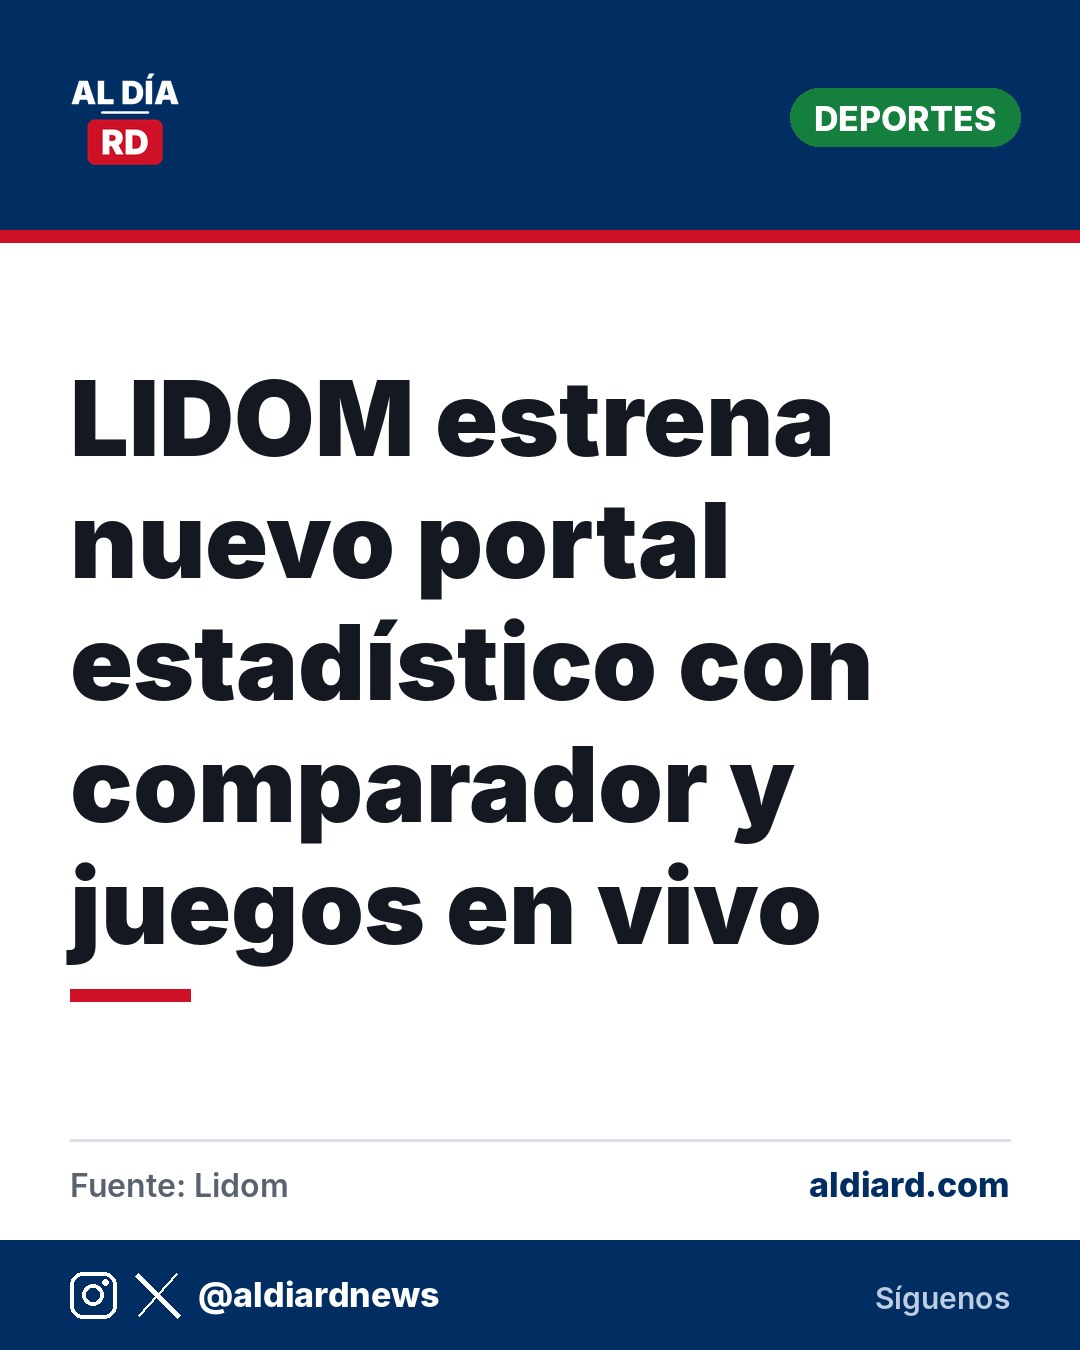 AL DÍA
RD
DEPORTES
LIDOM estrena
nuevo portal
estadístico con
comparador y
juegos en vivo
Fuente: Lidom
aldiard.com
@aldiardnews
Síguenos